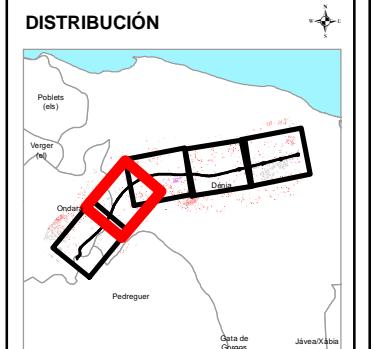 DISTRIBUCIÓN
N
W
E
S
Poblets
(els)
Verger
(el)
Ondara
Dénia
Pedreguer
Gata de
Gorgos
Jávea/Xàbia